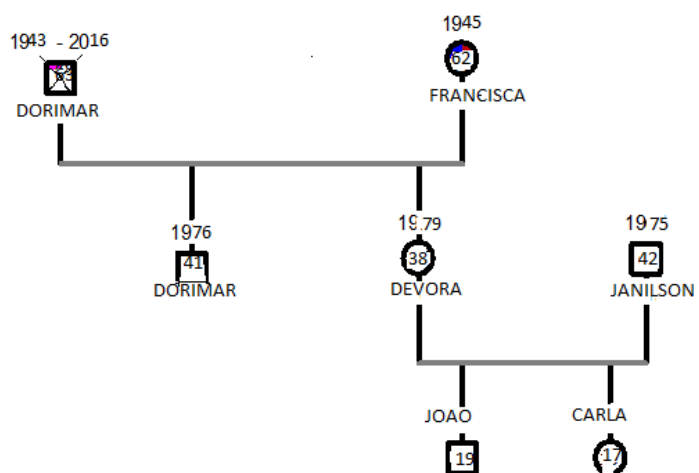 1943 - 2016
1945
62
DORIMAR
FRANCISCA
1976
1979
1975
41
38
42
DORIMAR
DEVORA
JANILSON
JOAO
CARLA
19
17